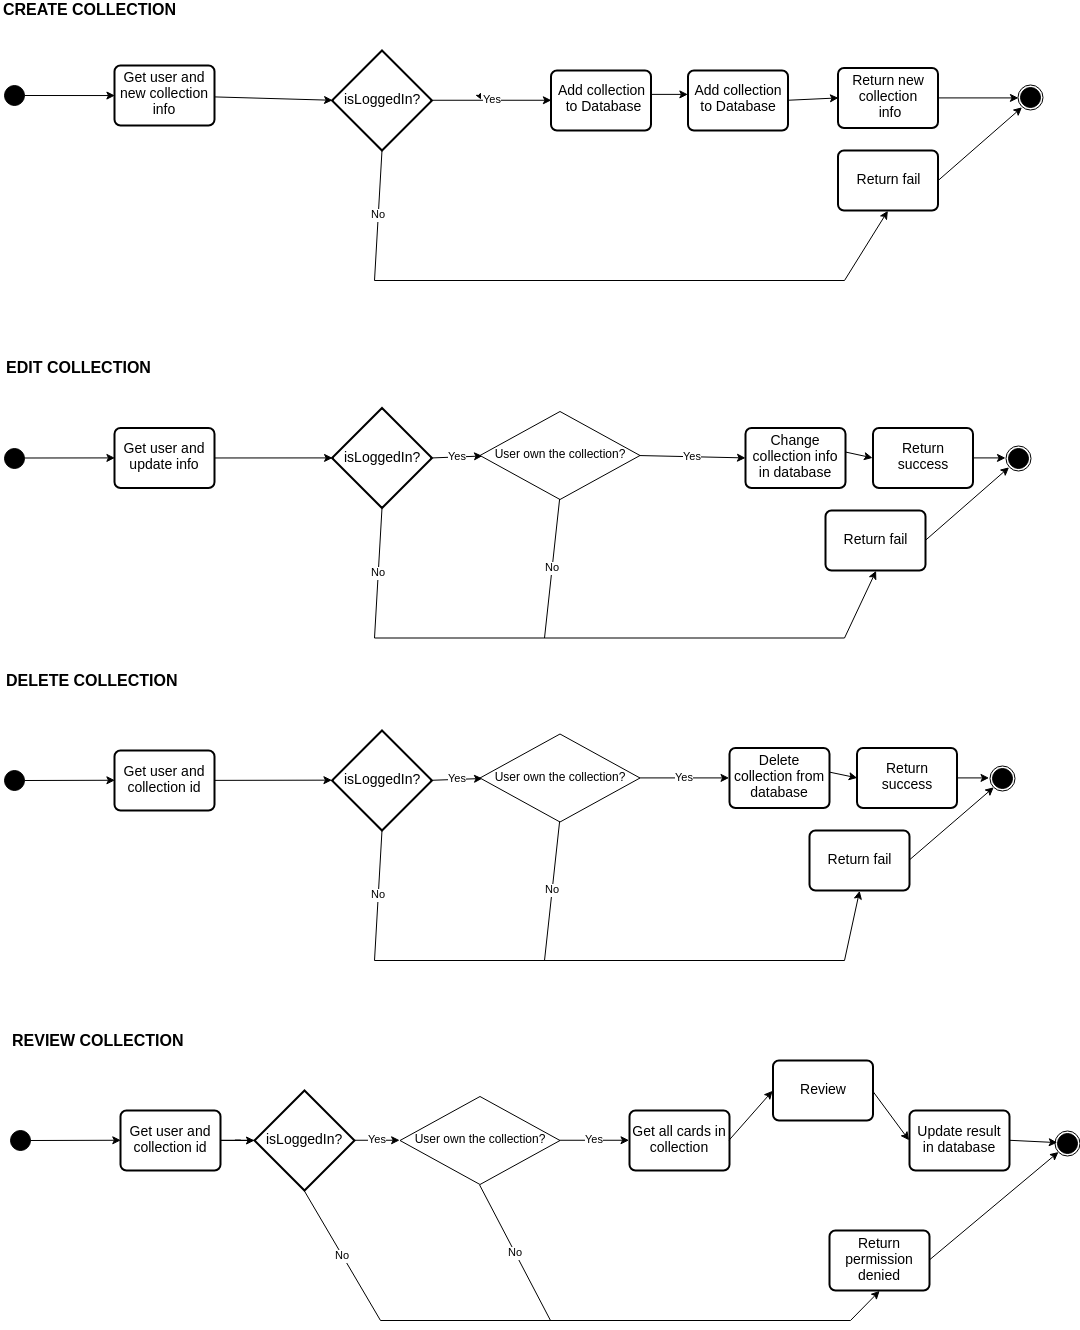 CREATE COLLECTION
Get user and
new collection
info
isLoggedIn?
Yes
Add collection
to Database
Add collection
to Database
Return new
collection
info
Return fail
No
EDIT COLLECTION
Get user and
update info
isLoggedIn?
Yes
User own the collection?
Yes
Change
collection info
in database
Return
success
Return fail
No
No
DELETE COLLECTION
Get user and
collection id
isLoggedIn?
Yes
User own the collection?
Yes
Delete
collection from
database
Return
success
Return fail
No
No
REVIEW COLLECTION
Get user and
collection id
isLoggedIn?
Yes
User own the collection?
Yes
Get all cards in
collection
Review
Update result
in database
Return
permission
denied
No
No